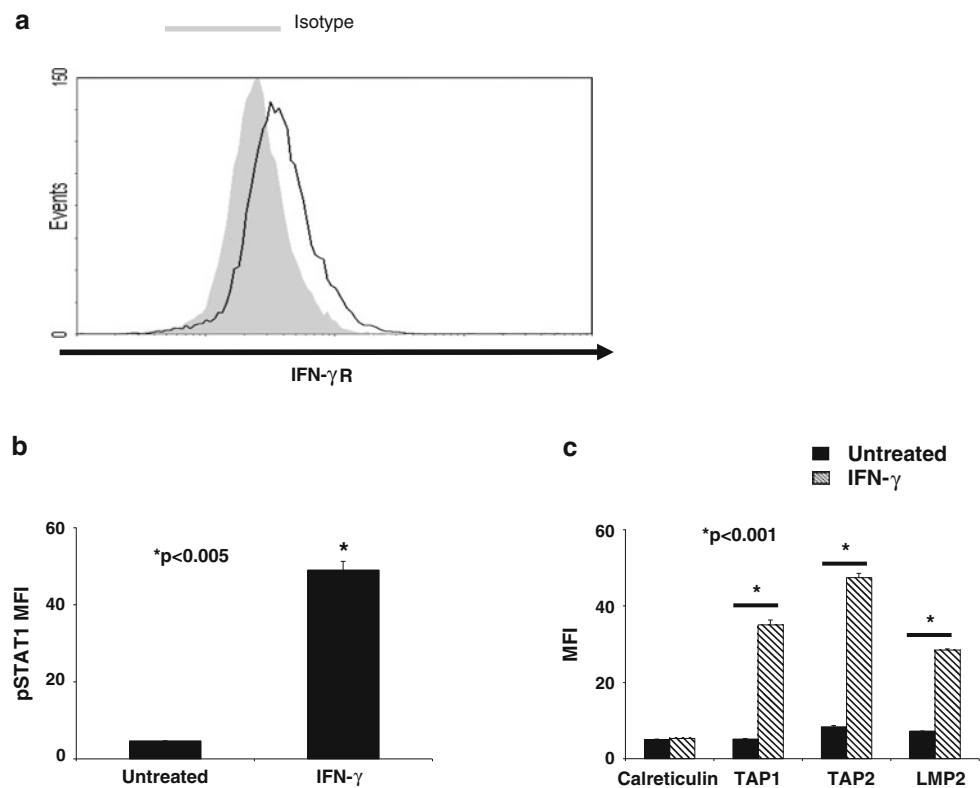 a
Isotype
150
Events
0
IFN-γ R
b
60
40
20
0
pSTAT1 MFI
*p<0.005
*
Untreated
IFN-γ
c
Untreated
IFN-γ
60
40
20
0
MFI
*p<0.001
*
*
*
Calreticulin
TAP1
TAP2
LMP2